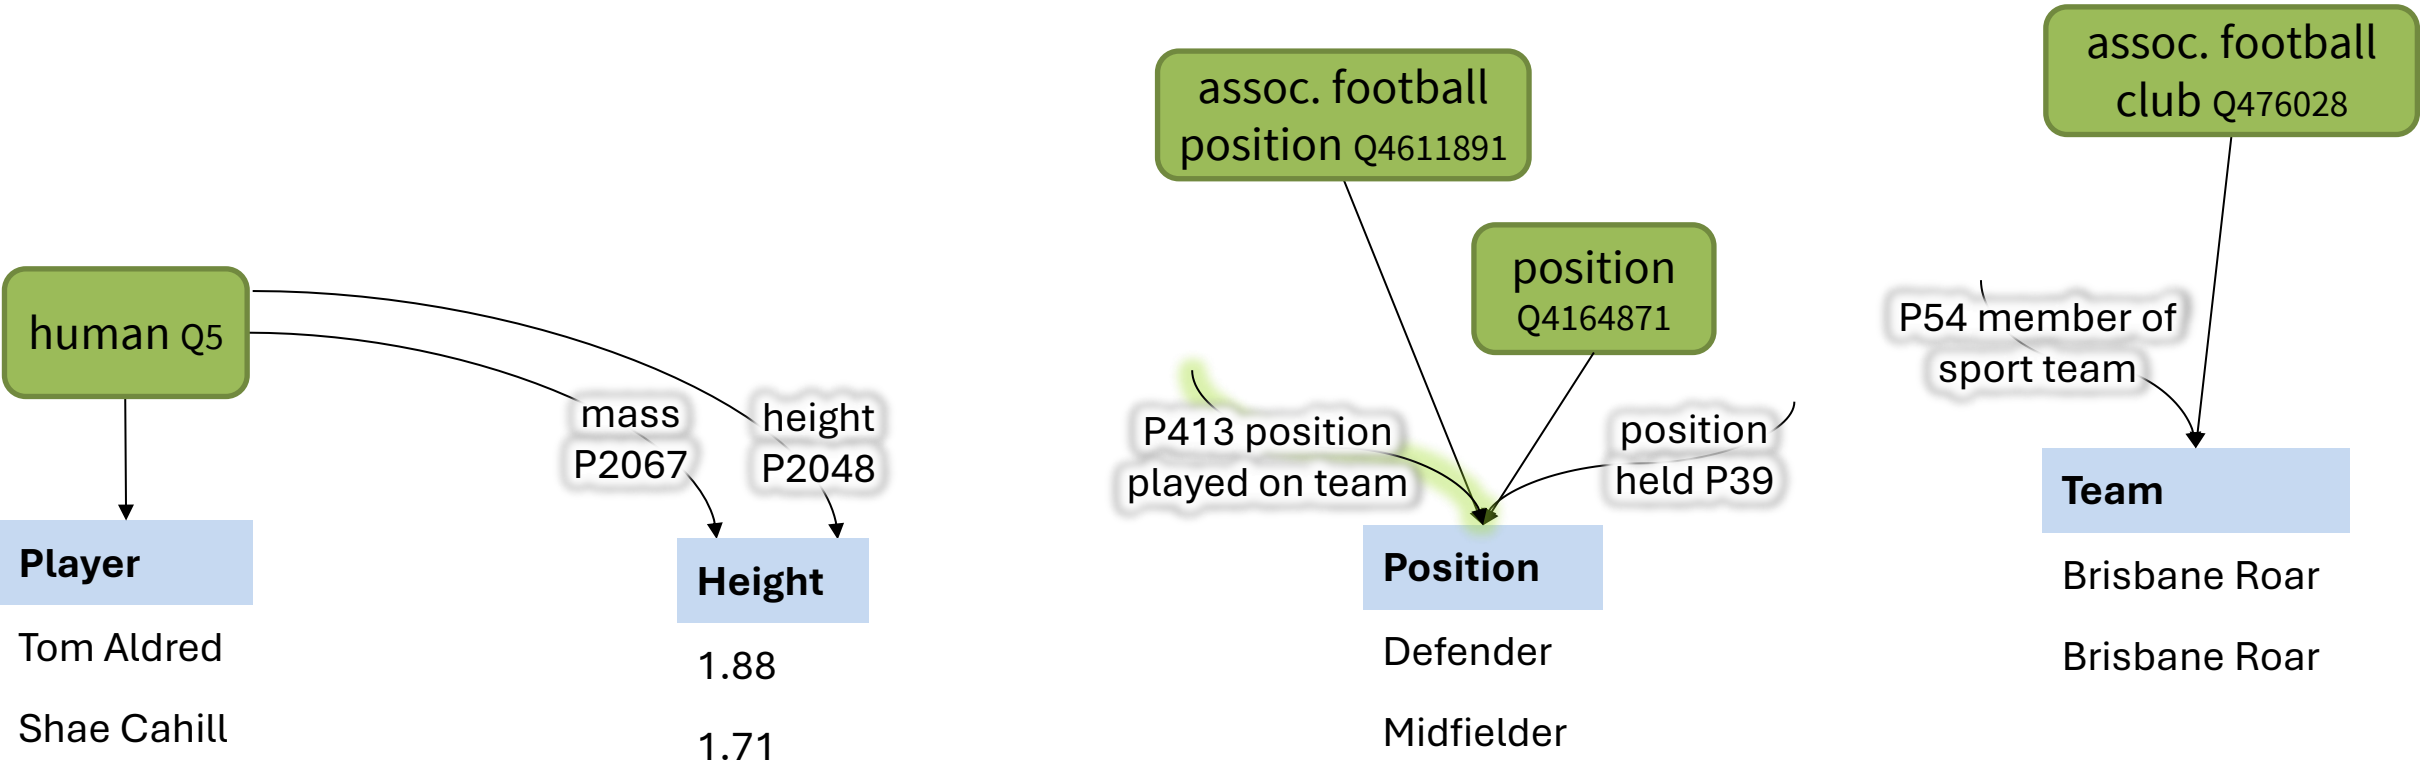 assoc. football
club Q476028
assoc. football
position Q4611891
position
Q4164871
human Q5
P54 member of
sport team
mass
P2067
height
P2048
P413 position
played on team
position
held P39
Player
Height
Position
Team
Tom Aldred
1.88
Defender
Brisbane Roar
Shae Cahill
1.71
Midfielder
Brisbane Roar